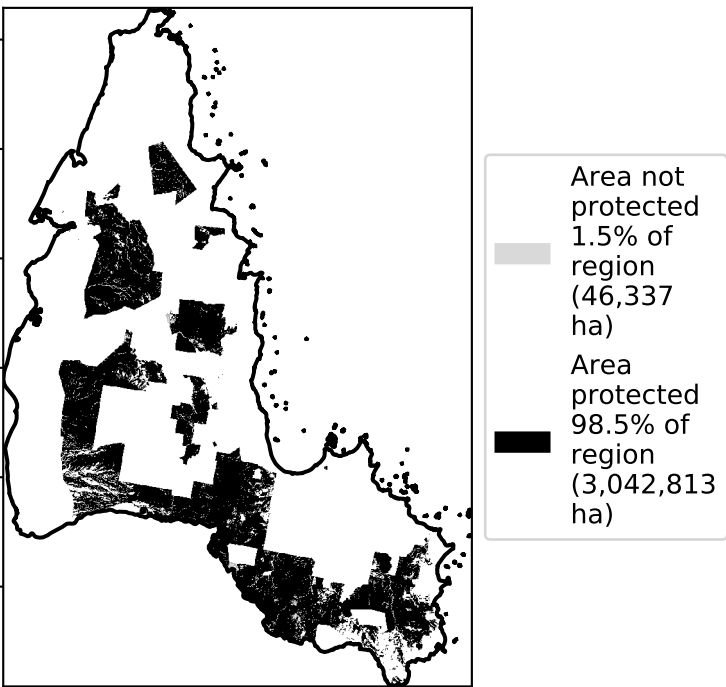 Area not
protected
1.5% of
region
(46,337
ha)
Area
protected
98.5% of
region
(3,042,813
ha)